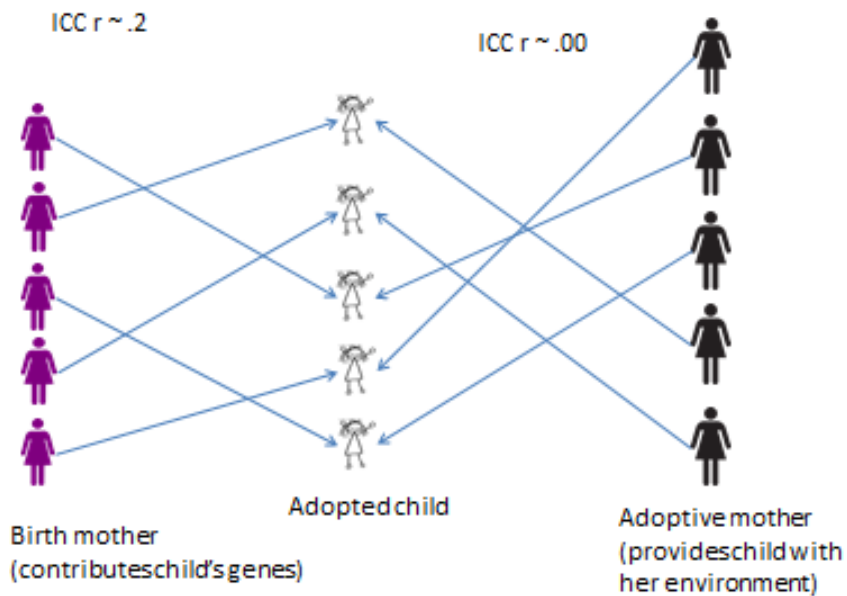 ICC r ~ .2
ICC r ~ .00
Adopted child
Birth mother
(contributeschild's genes)
Adoptive mother
(provideschild with
her environment)